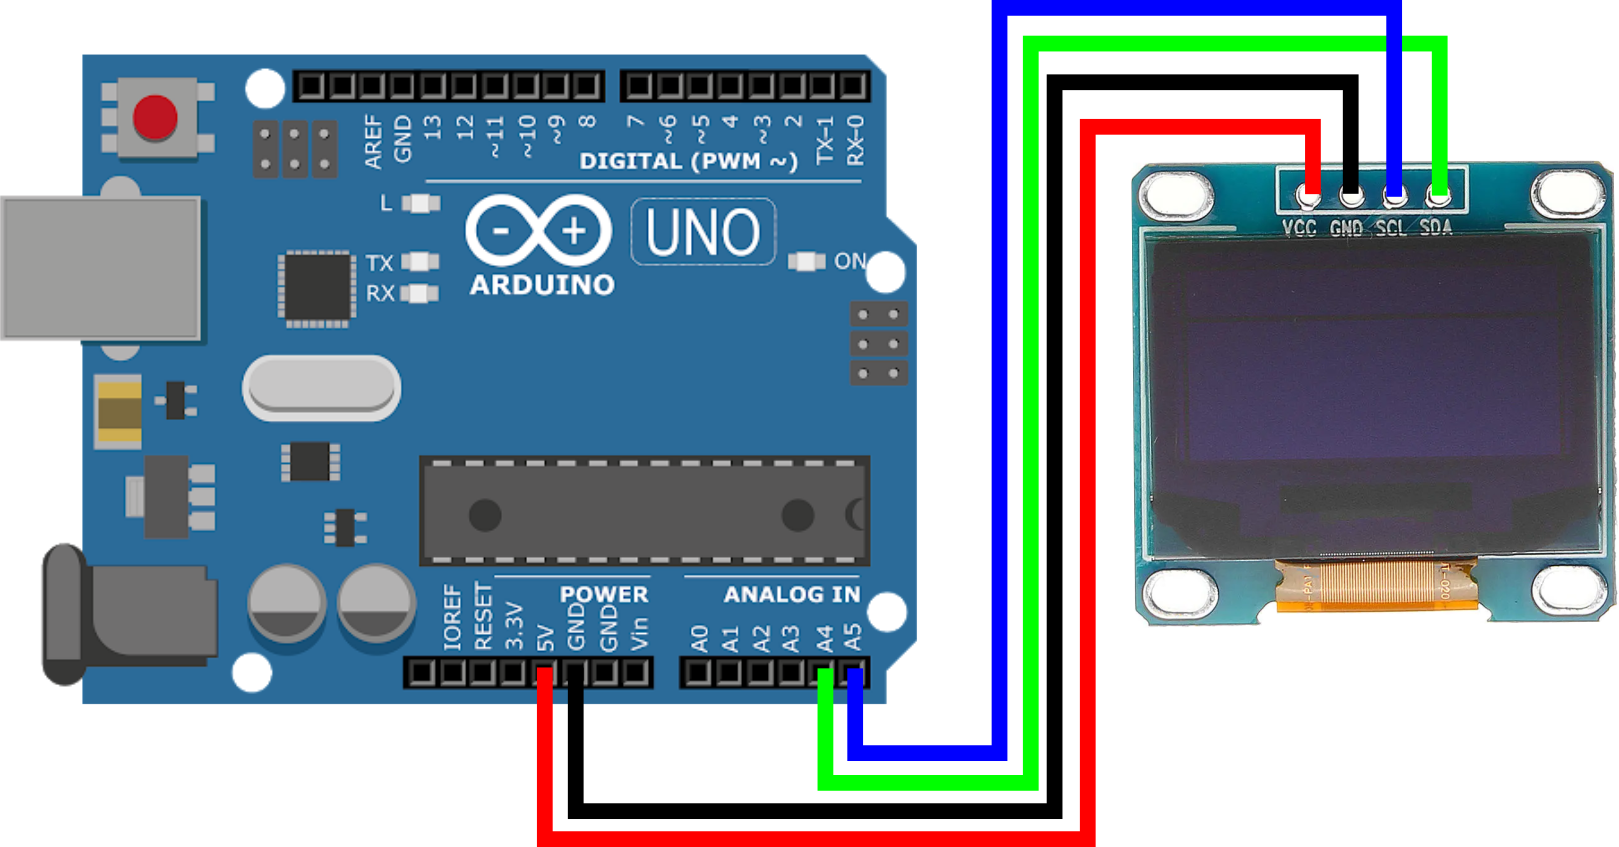 AREF GND 13 12 ~11 ~10 ~9 8 7 ~6 ~5 4 ~3 2 TX-1 RX-0
DIGITAL (PWM ~)
L
TX
RX
- +
UNO
ARDUINO
ON
VCC GND SCL SDA
POWER
ANALOG IN
IOREF RESET 3.3V 5V GND GND Vin A0 A1 A2 A3 A4 A5